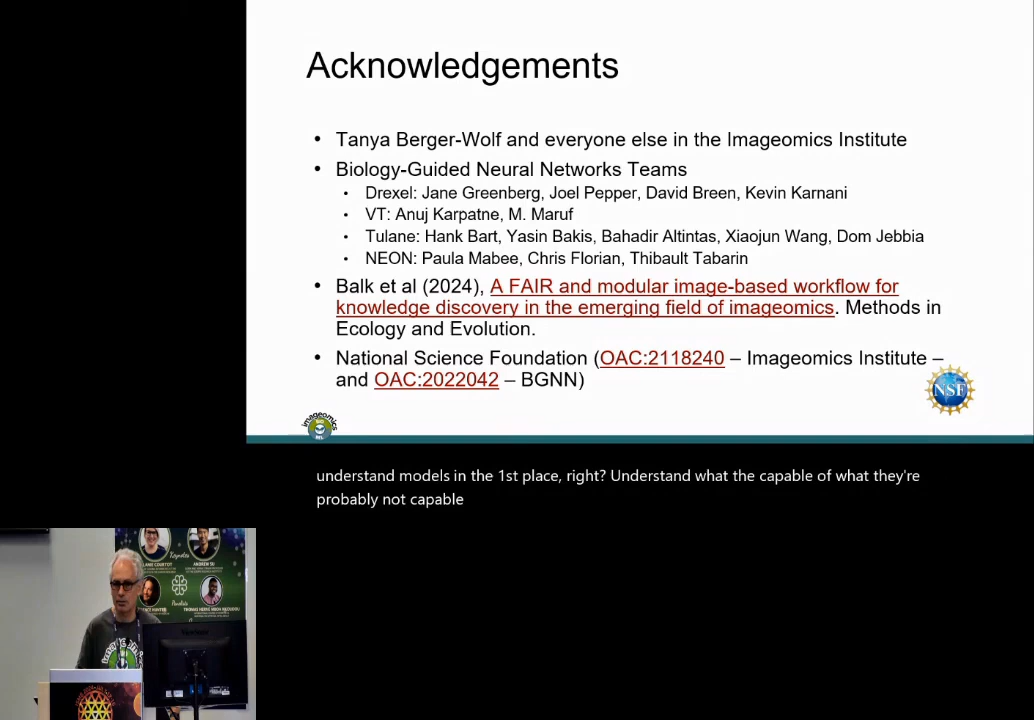 Acknowledgements
• Tanya Berger-Wolf and everyone else in the Imageomics Institute
• Biology-Guided Neural Networks Teams
• Drexel: Jane Greenberg, Joel Pepper, David Breen, Kevin Karnani
• VT: Anuj Karpatne, M. Maruf
• Tulane: Hank Bart, Yasin Bakis, Bahadir Altintas, Xiaojun Wang, Dom Jebbia
• NEON: Paula Mabee, Chris Florian, Thibault Tabarin
• Balk et al (2024), A FAIR and modular image-based workflow for
knowledge discovery in the emerging field of imageomics. Methods in
Ecology and Evolution.
• National Science Foundation (OAC:2118240 – Imageomics Institute –
and OAC:2022042 – BGNN)
NSF
imageomics
understand models in the 1st place, right? Understand what the capable of what they're
probably not capable
Keynotes
ANDREW SU